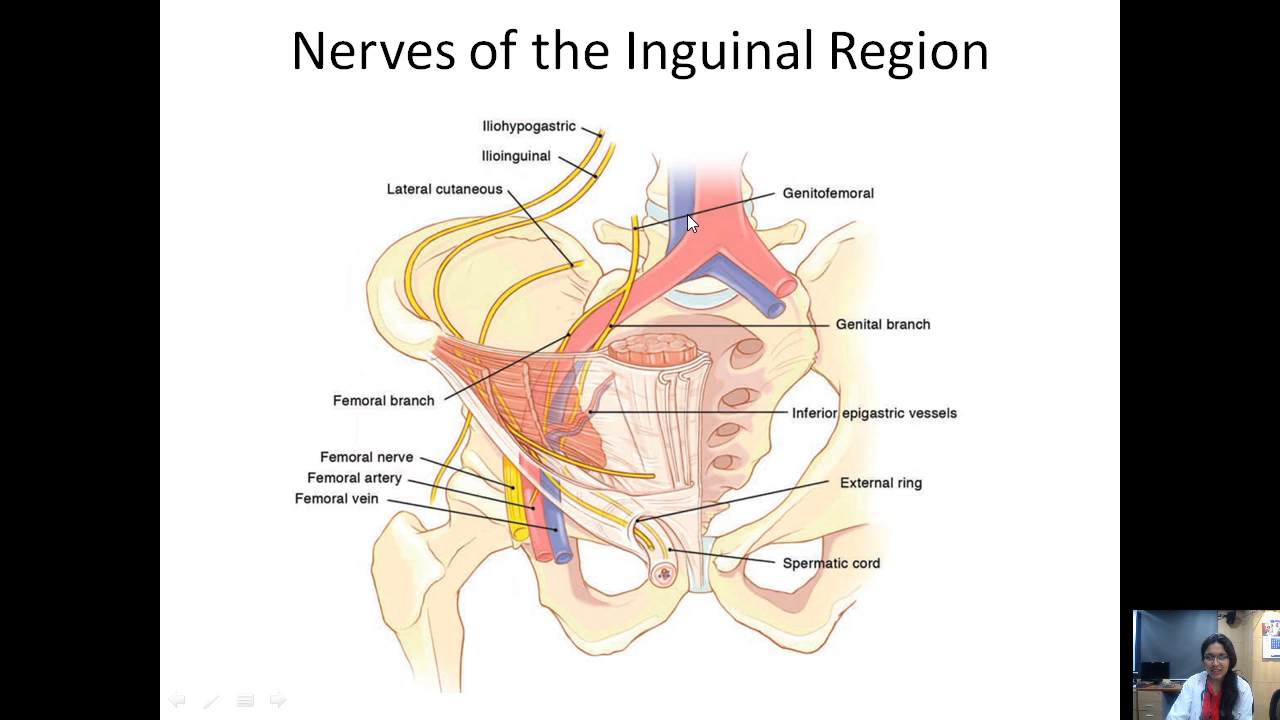 Nerves of the Inguinal Region
Iliohypogastric
Ilioinguinal
Lateral cutaneous
Genitofemoral
Genital branch
Femoral branch
Inferior epigastric vessels
Femoral nerve
Femoral artery
Femoral vein
External ring
Spermatic cord